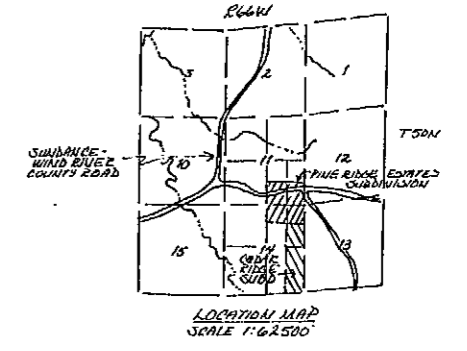 R66W
3
2
1
T50N
SUNDANCE-
WIND RIVER
COUNTY ROAD
10
11
12
PINE RIDGE ESTATES
SUBDIVISION
15
14
13
CEDAR
RIDGE
SUBD
LOCATION MAP
SCALE 1:62500